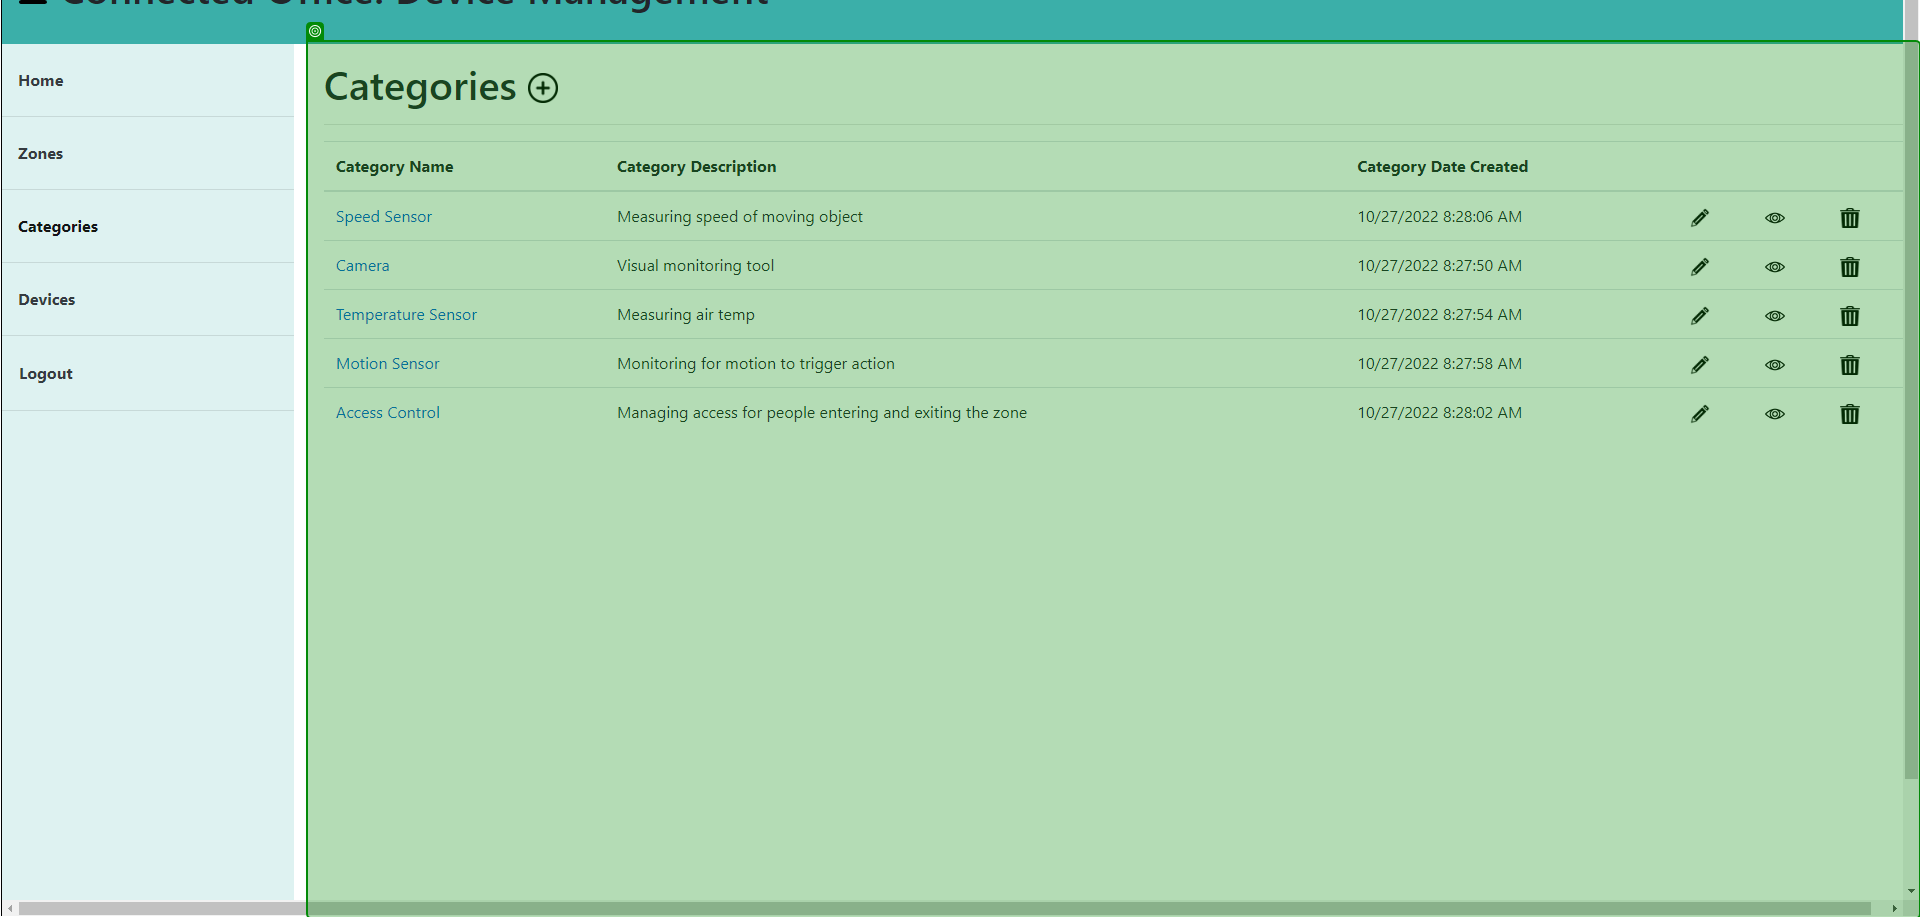 Connected Office: Device Management
Home
Zones
Categories
Devices
Logout
Categories
Category Name Category Description Category Date Created
Speed Sensor Measuring speed of moving object 10/27/2022 8:28:06 AM
Camera Visual monitoring tool 10/27/2022 8:27:50 AM
Temperature Sensor Measuring air temp 10/27/2022 8:27:54 AM
Motion Sensor Monitoring for motion to trigger action 10/27/2022 8:27:58 AM
Access Control Managing access for people entering and exiting the zone 10/27/2022 8:28:02 AM